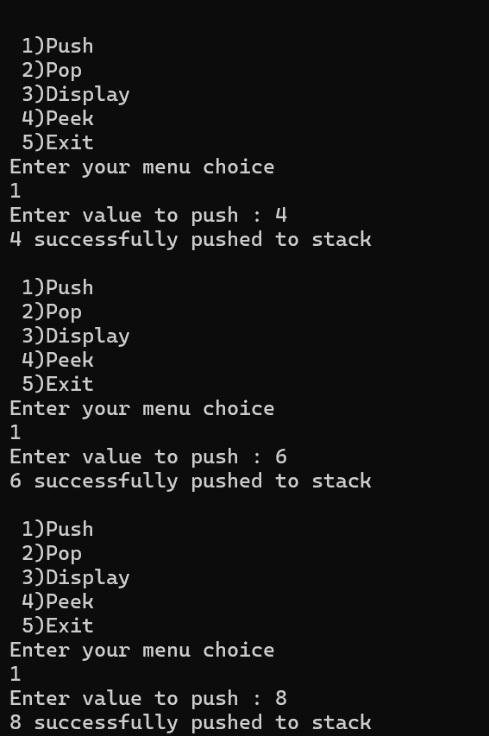 1)Push
2)Pop
3)Display
4)Peek
5)Exit
Enter your menu choice
1
Enter value to push : 4
4 successfully pushed to stack
1)Push
2)Pop
3)Display
4)Peek
5)Exit
Enter your menu choice
1
Enter value to push : 6
6 successfully pushed to stack
1)Push
2)Pop
3)Display
4)Peek
5)Exit
Enter your menu choice
1
Enter value to push : 8
8 successfully pushed to stack